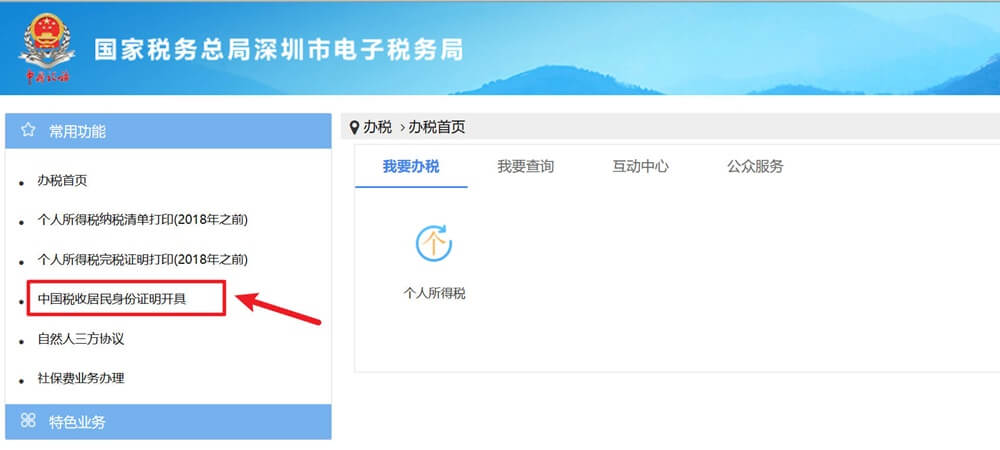 中国税务
国家税务总局深圳市电子税务局
常用功能
办税首页
个人所得税纳税清单打印(2018年之前)
个人所得税完税证明打印(2018年之前)
中国税收居民身份证明开具
自然人三方协议
社保费业务办理
特色业务
办税 > 办税首页
我要办税 我要查询 互动中心 公众服务
个
个人所得税